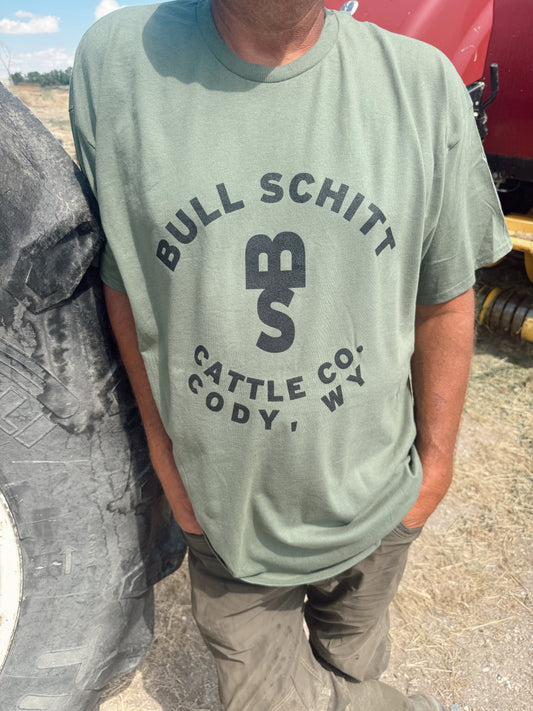 BULL SCHITT
BS
CATTLE CO.
CODY, WY